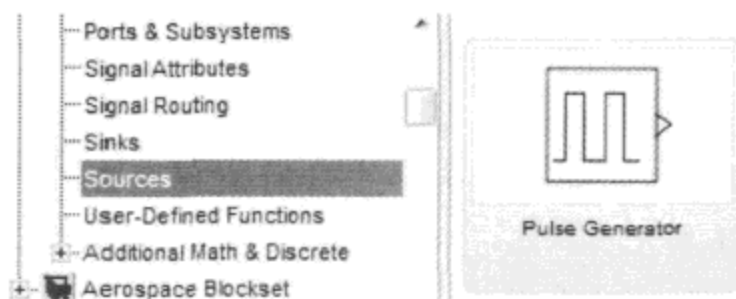 Ports & Subsystems
Signal Attributes
Signal Routing
Sinks
Sources
User-Defined Functions
Additional Math & Discrete
Aerospace Blockset
Pulse Generator